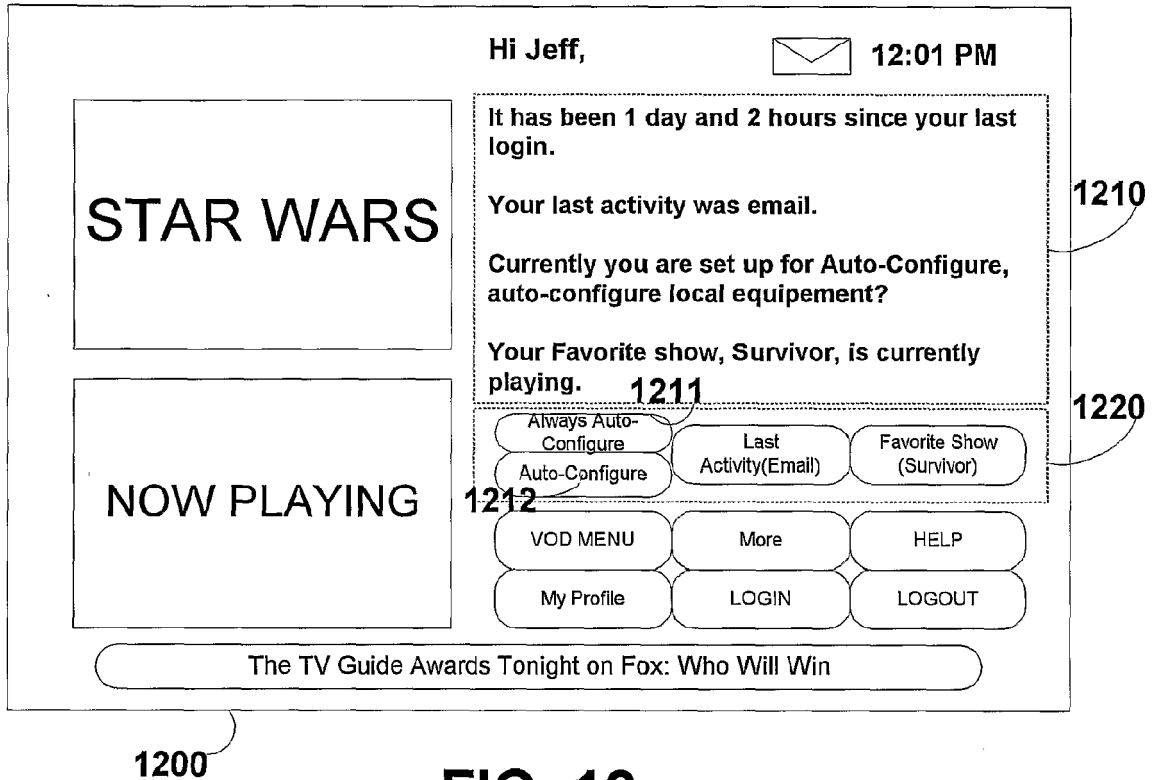 Hi Jeff,
12:01 PM
STAR WARS
It has been 1 day and 2 hours since your last
login.
Your last activity was email.
Currently you are set up for Auto-Configure,
auto-configure local equipement?
Your Favorite show, Survivor, is currently
playing.
1210
NOW PLAYING
1211
1220
Always Auto-
Configure
Auto-Configure
1212
Last
Activity(Email)
Favorite Show
(Survivor)
VOD MENU
More
HELP
My Profile
LOGIN
LOGOUT
The TV Guide Awards Tonight on Fox: Who Will Win
1200